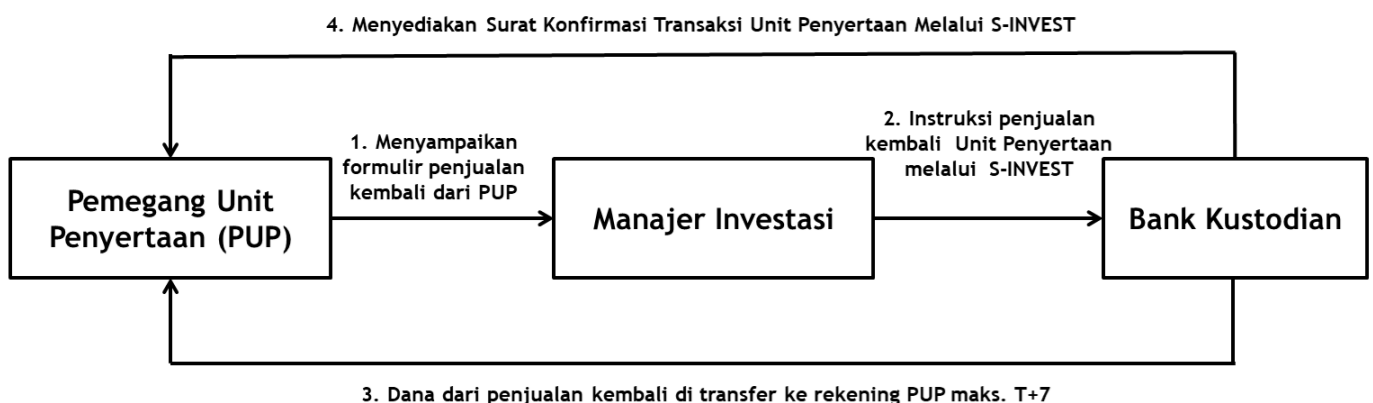 4. Menyediakan Surat Konfirmasi Transaksi Unit Penyertaan Melalui S-INVEST
1. Menyampaikan
formulir penjualan
kembali dari PUP
2. Instruksi penjualan
kembali Unit Penyertaan
melalui S-INVEST
Pemegang Unit
Penyertaan (PUP)
Manajer Investasi
Bank Kustodian
3. Dana dari penjualan kembali di transfer ke rekening PUP maks. T+7